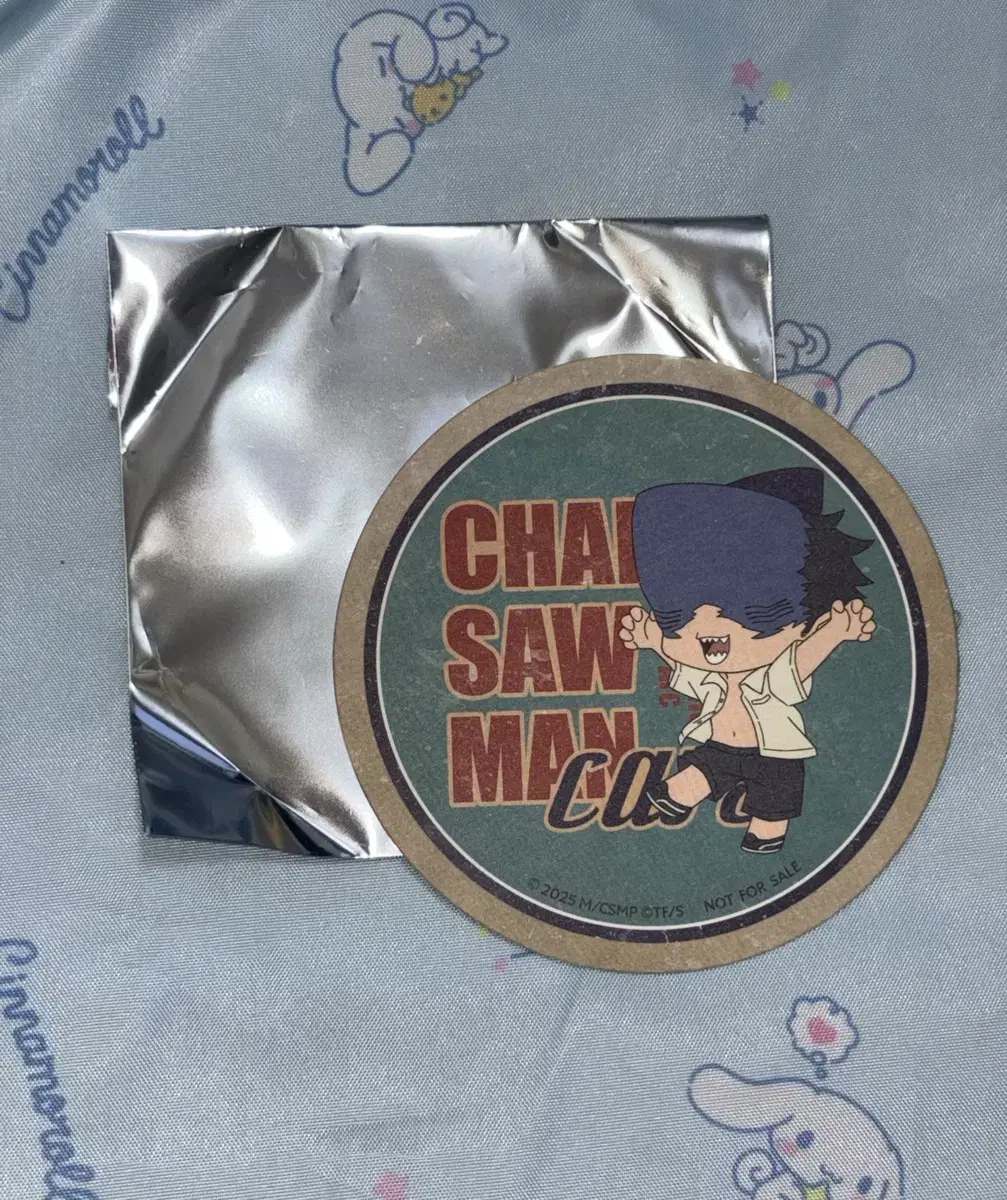 Cinnamoroll
CHAI
SAW
MAN
ca
© 2025 M/CSMP ©TF/S NOT FOR SALE
Cinnamoroll